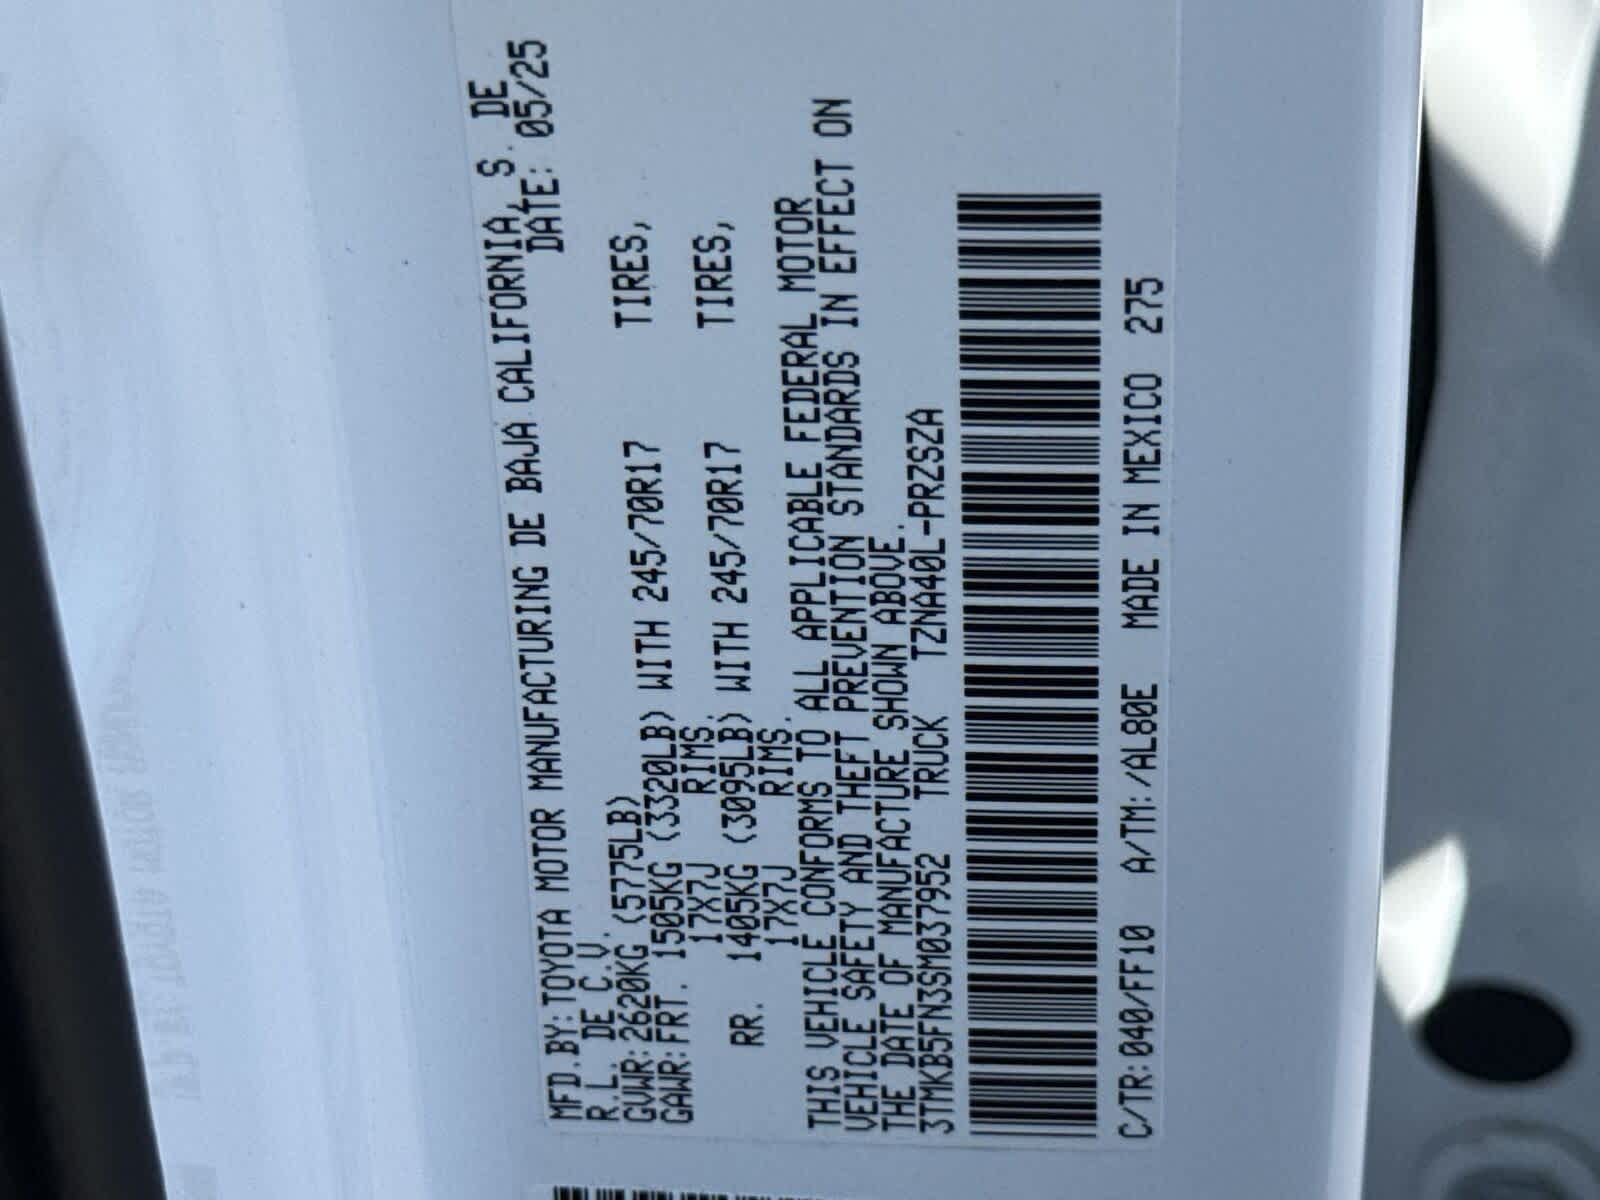 MFD.BY:TOYOTA MOTOR MANUFACTURING DE BAJA CALIFORNIA, S. DE
R.L. DE C.V. DATE: 05/25
GVWR:2620KG (5775LB)
GAWR:FRT. 1505KG (3320LB) WITH 245/70R17 TIRES,
17X7J RIMS.
RR. 1405KG (3095LB) WITH 245/70R17 TIRES,
17X7J RIMS.
THIS VEHICLE CONFORMS TO ALL APPLICABLE FEDERAL MOTOR
VEHICLE SAFETY AND THEFT PREVENTION STANDARDS IN EFFECT ON
THE DATE OF MANUFACTURE SHOWN ABOVE.
3TMKB5FN3SM037952 TRUCK TZNA40L-PRZSZA
C/TR:040/FF10 A/TM:/AL80E MADE IN MEXICO 275